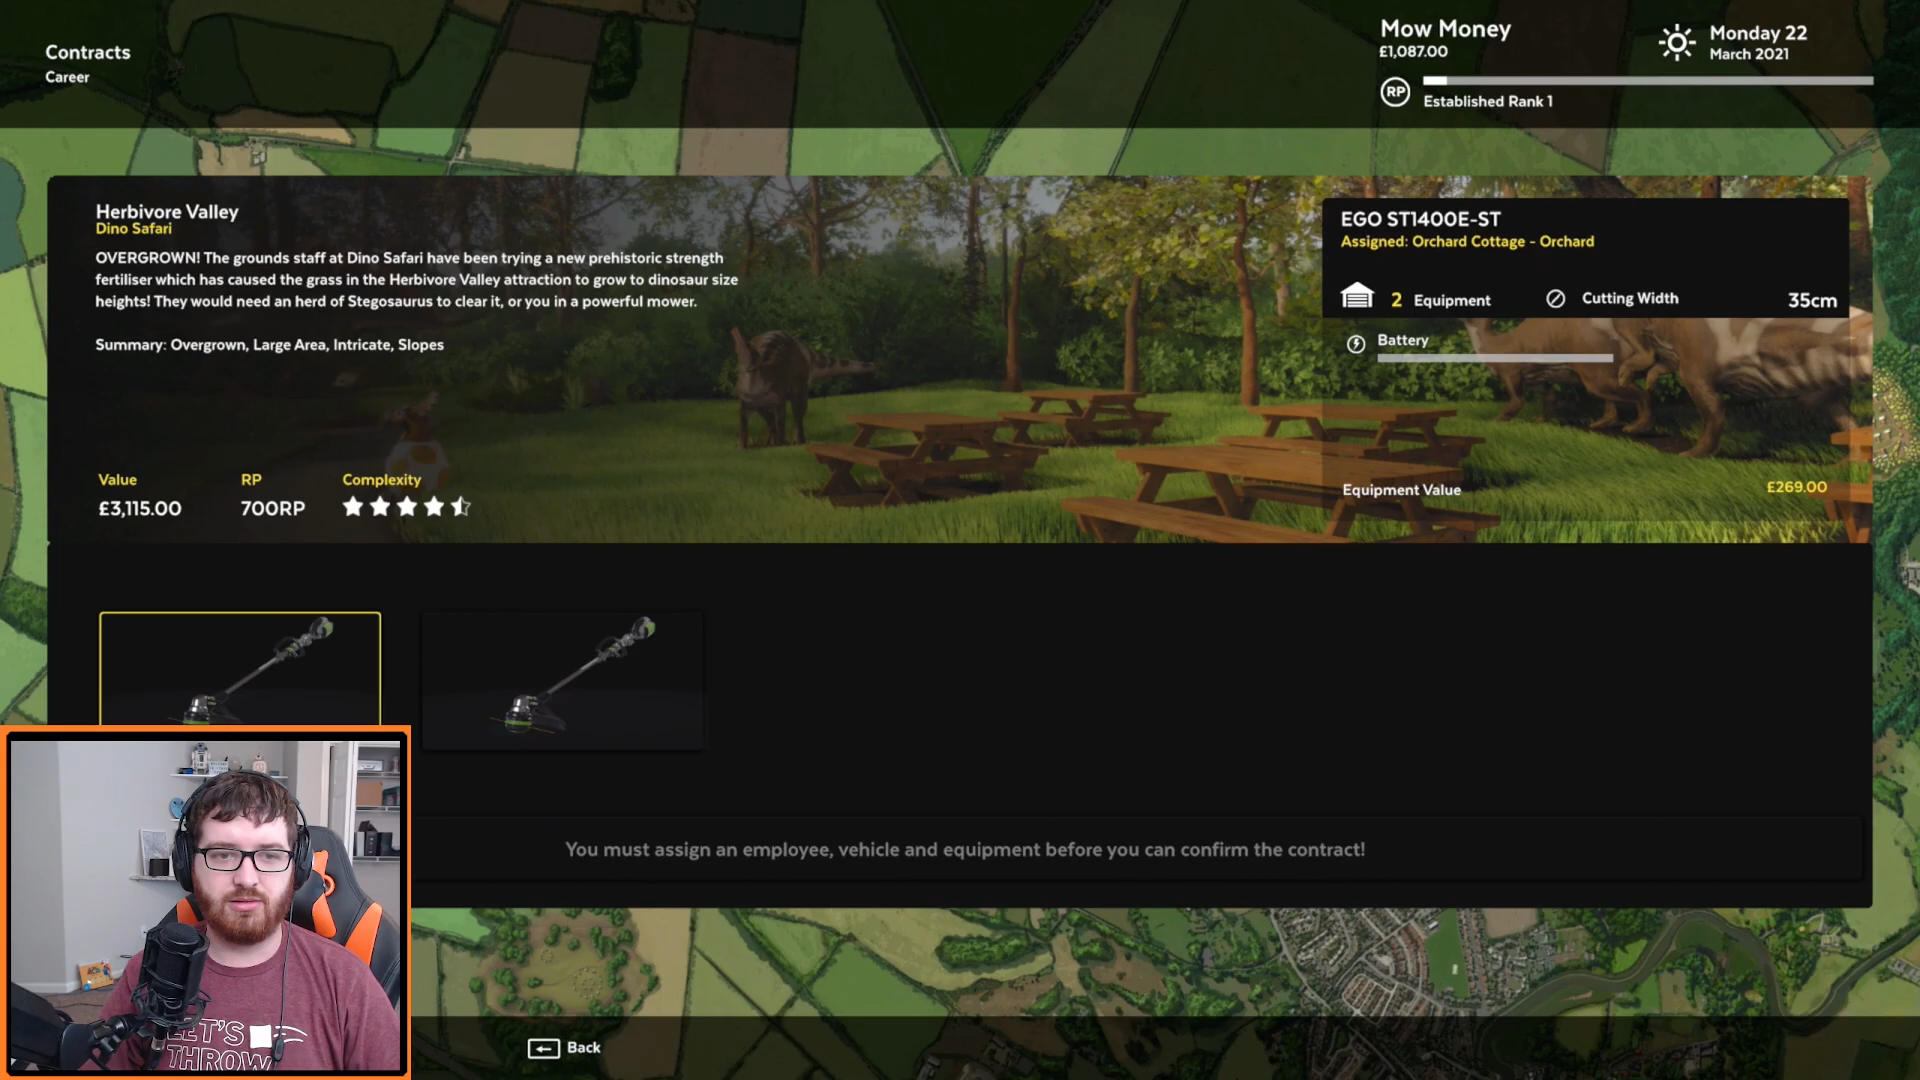 Contracts
Career
Mow Money
£1,087.00
RP
Established Rank 1
Monday 22
March 2021
Herbivore Valley
Dino Safari
OVERGROWN! The grounds staff at Dino Safari have been trying a new prehistoric strength
fertiliser which has caused the grass in the Herbivore Valley attraction to grow to dinosaur size
heights! They would need an herd of Stegosaurus to clear it, or you in a powerful mower.
Summary: Overgrown, Large Area, Intricate, Slopes
Value
£3,115.00
RP
700RP
Complexity
EGO ST1400E-ST
Assigned: Orchard Cottage - Orchard
2 Equipment
Cutting Width
35cm
Battery
Equipment Value
£269.00
You must assign an employee, vehicle and equipment before you can confirm the contract!
LET'S
THROW
Back